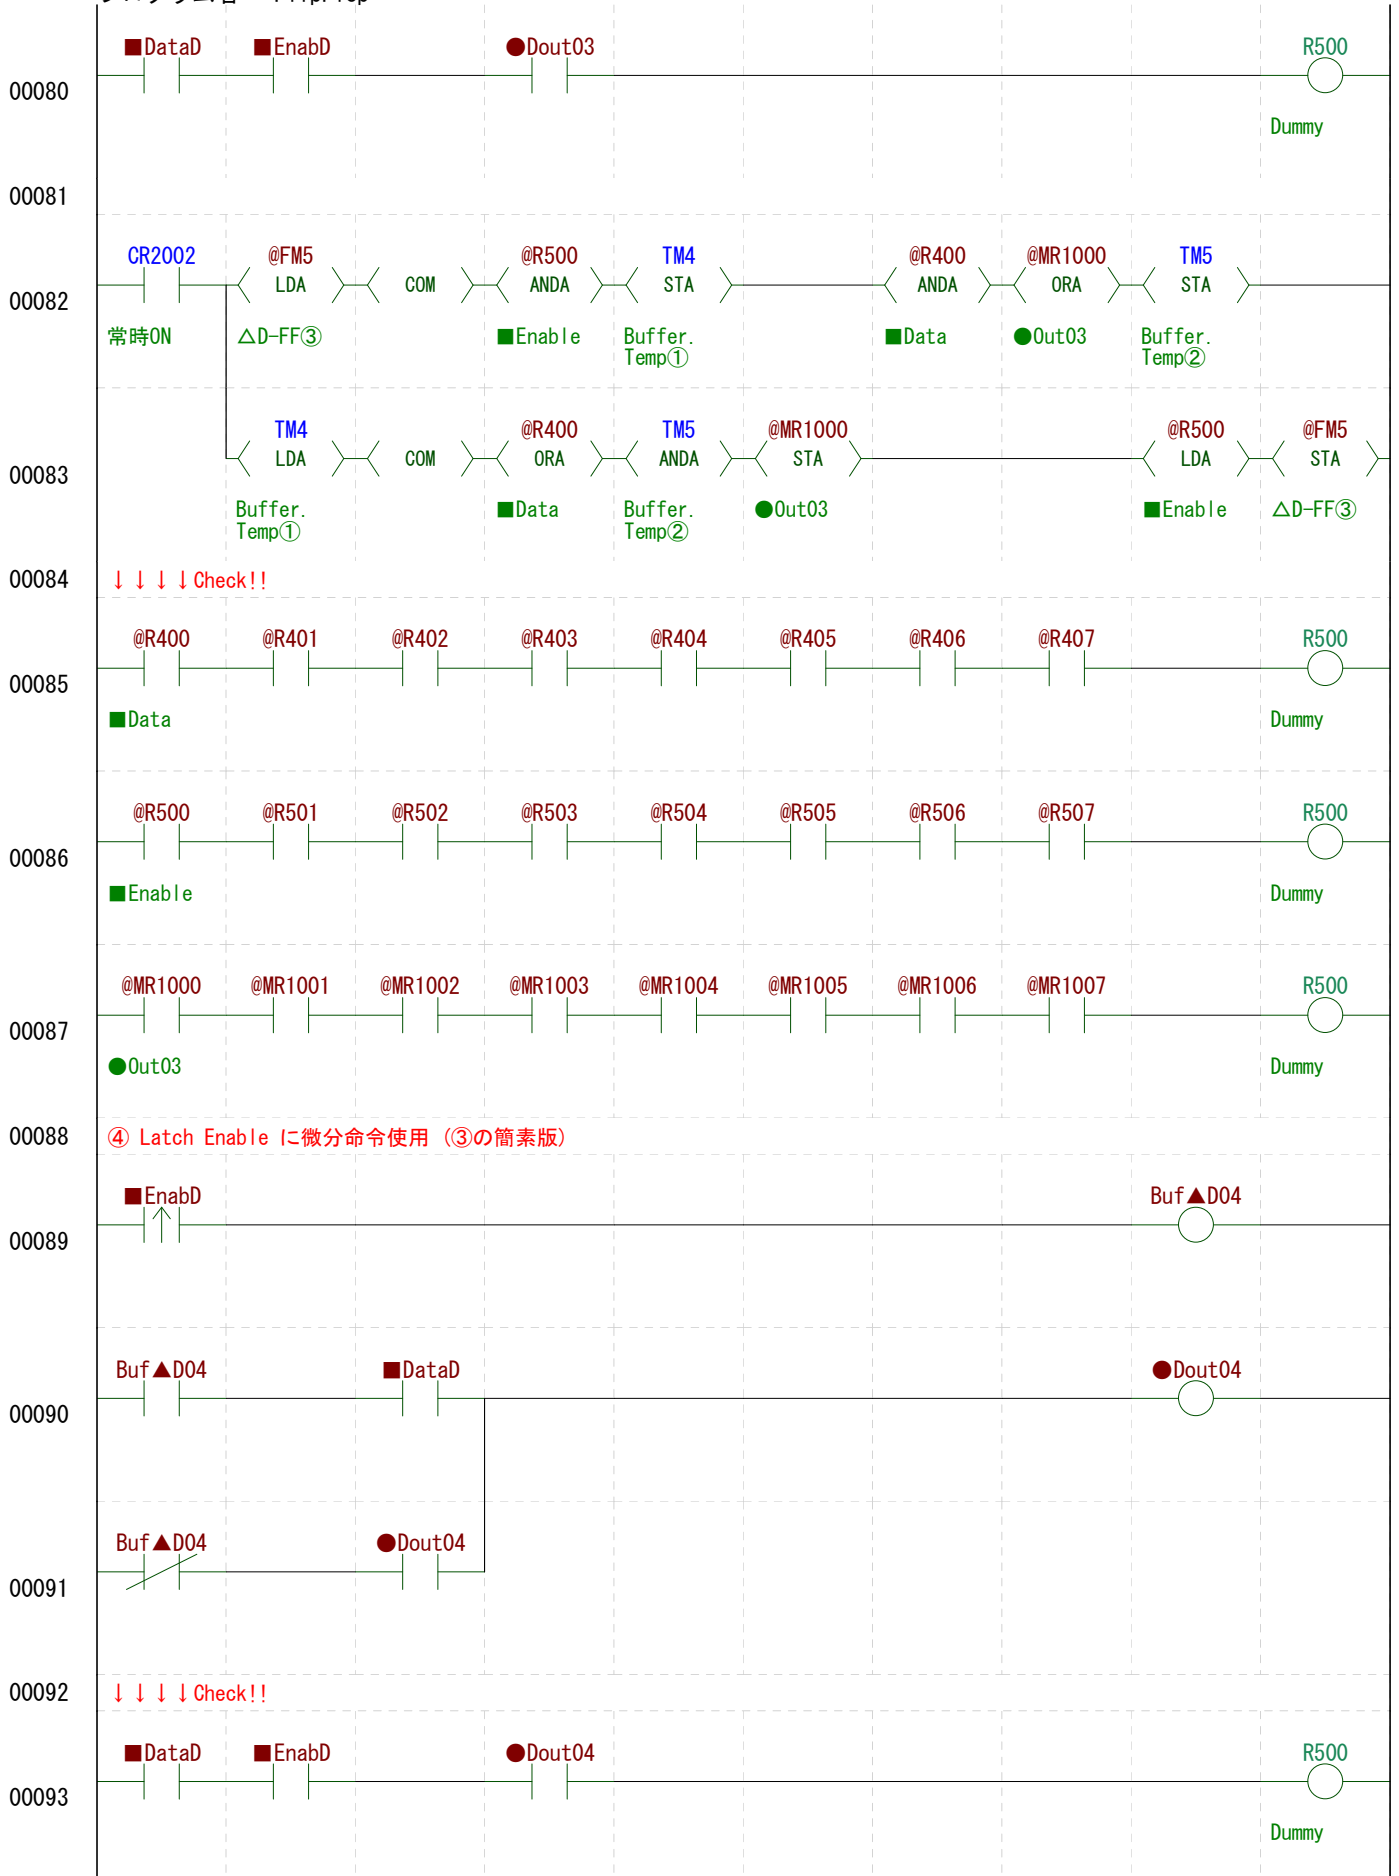 ■DataD ■EnabD ●Dout03 R500
00080
Dummy
00081
CR2002 @FM5 @R500 TM4 @R400 @MR1000 TM5
LDA COM ANDA STA ANDA ORA STA
00082
常時ON △D-FF③ ■Enable Buffer. ■Data ●Out03 Buffer.
Temp① Temp②
TM4 @R400 TM5 @MR1000 @R500 @FM5
LDA COM ORA ANDA STA LDA STA
00083
Buffer. ■Data Buffer. ●Out03 ■Enable △D-FF③
Temp① Temp②
00084 ↓↓↓↓Check!!
@R400 @R401 @R402 @R403 @R404 @R405 @R406 @R407 R500
00085
■Data Dummy
@R500 @R501 @R502 @R503 @R504 @R505 @R506 @R507 R500
00086
■Enable Dummy
@MR1000 @MR1001 @MR1002 @MR1003 @MR1004 @MR1005 @MR1006 @MR1007 R500
00087
●Out03 Dummy
00088 ④ Latch Enable に微分命令使用 (③の簡素版)
■EnabD Buf▲D04
00089
Buf▲D04 ■DataD ●Dout04
00090
Buf▲D04 ●Dout04
00091
00092 ↓↓↓↓Check!!
■DataD ■EnabD ●Dout04 R500
00093
Dummy